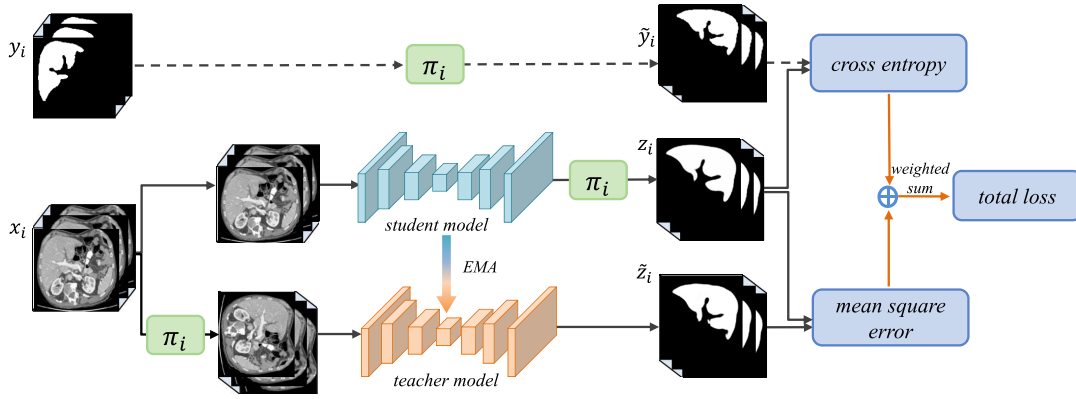 y_i
π_i
ỹ_i
cross entropy
z_i
π_i
weighted
sum
total loss
student model
x_i
EMA
z̃_i
π_i
mean square
error
teacher model